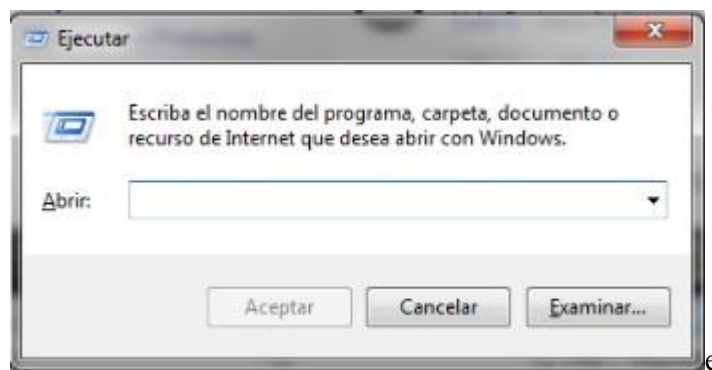 Ejecutar
Escriba el nombre del programa, carpeta, documento o
recurso de Internet que desea abrir con Windows.
Abrir:
Aceptar Cancelar Examinar...
e